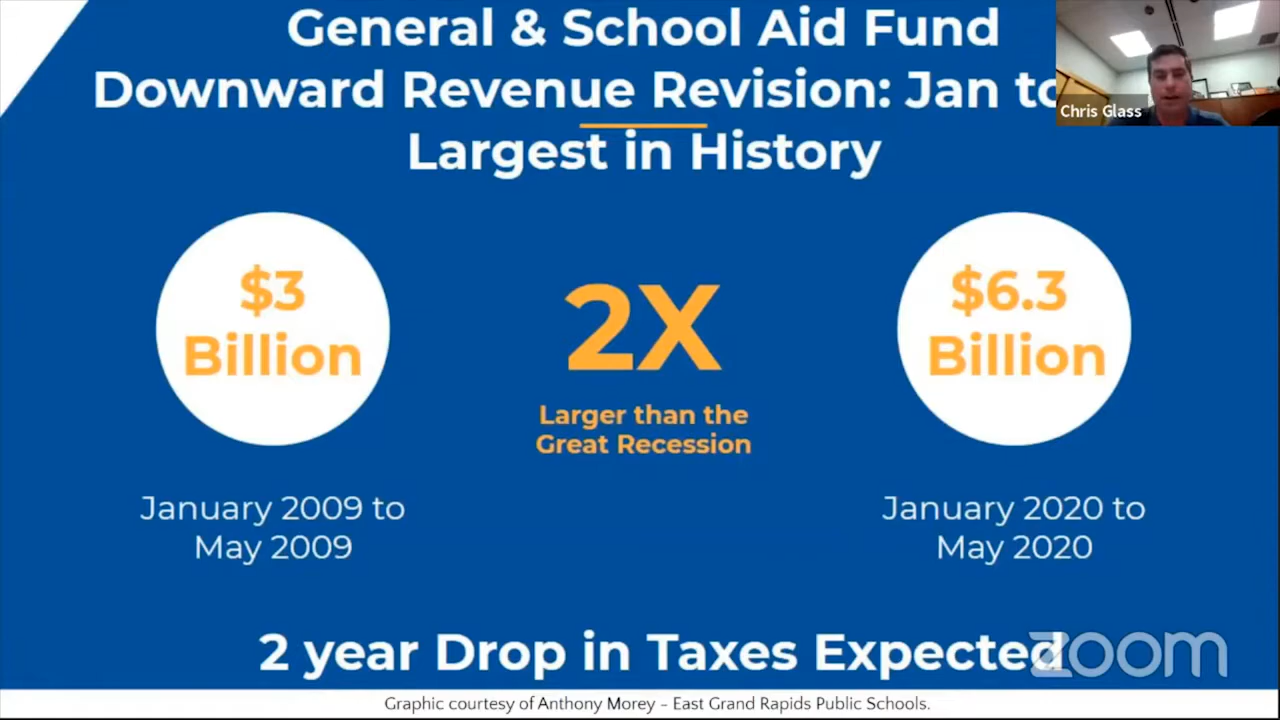 General & School Aid Fund
Downward Revenue Revision: Jan to
Largest in History
Chris Glass
$3
Billion
2X
Larger than the
Great Recession
$6.3
Billion
January 2009 to
May 2009
January 2020 to
May 2020
2 year Drop in Taxes Expected
zoom
Graphic courtesy of Anthony Morey – East Grand Rapids Public Schools.